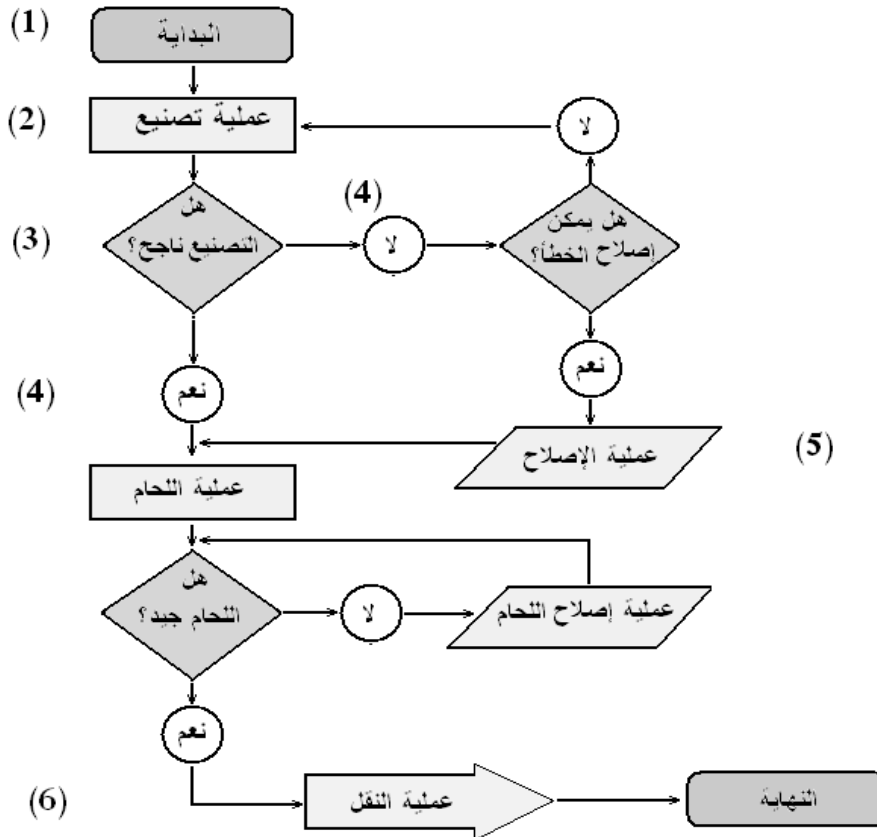 (1)
البداية
(2)
عملية تصنيع
لا
(3)
هل
التصنيع ناجح؟
(4)
لا
هل يمكن
إصلاح الخطأ؟
(4)
نعم
نعم
عملية الإصلاح
(5)
عملية اللحام
هل
اللحام جيد؟
لا
عملية إصلاح اللحام
نعم
(6)
عملية النقل
النهاية